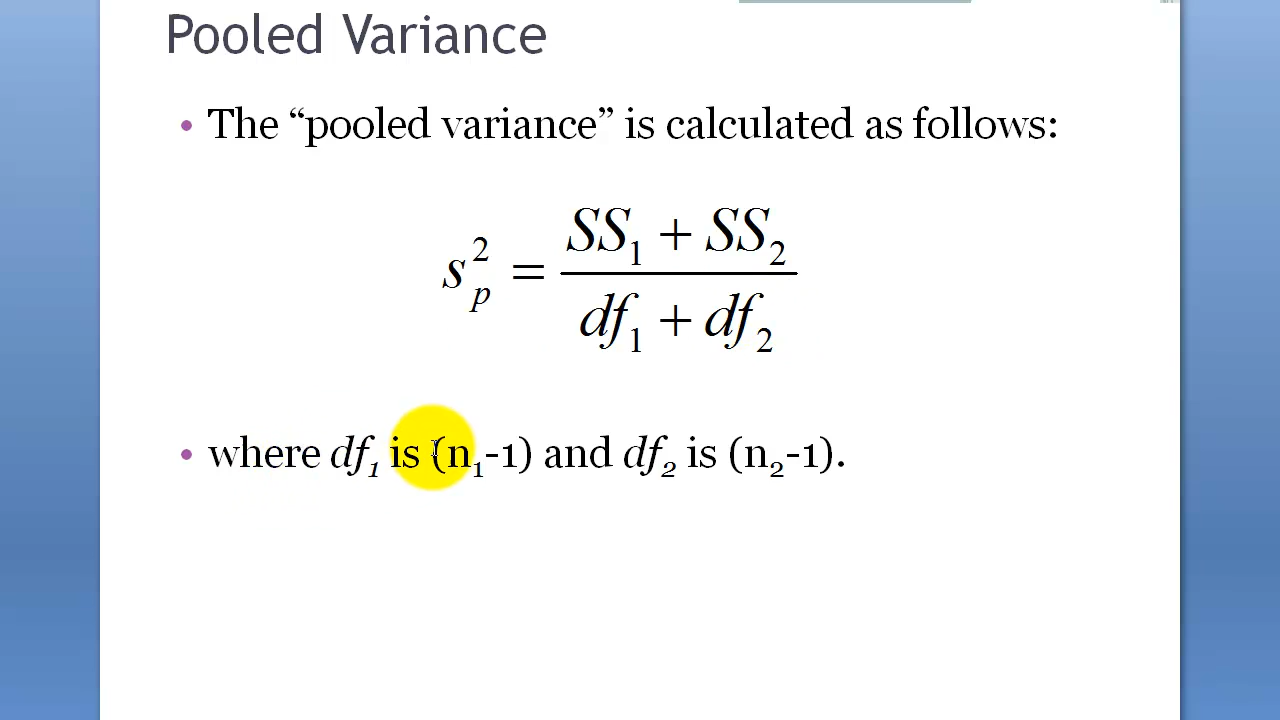 Pooled Variance
• The “pooled variance” is calculated as follows:
s²ₚ = (SS₁ + SS₂) / (df₁ + df₂)
• where df₁ is (n₁-1) and df₂ is (n₂-1).